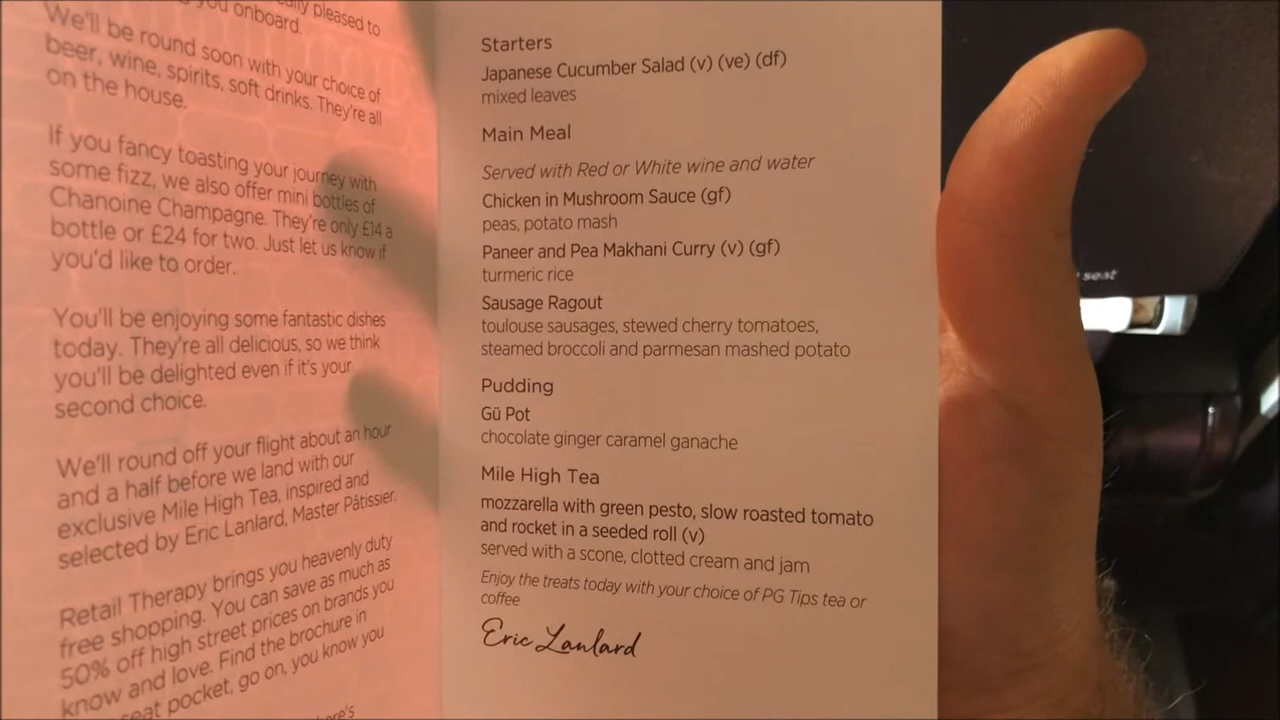 ally pleased to
you onboard.
We'll be round soon with your choice of
beer, wine, spirits, soft drinks. They're all
on the house.
If you fancy toasting your journey with
some fizz, we also offer mini bottles of
Chanoine Champagne. They're only £14 a
bottle or £24 for two. Just let us know if
you'd like to order.
You'll be enjoying some fantastic dishes
today. They're all delicious, so we think
you'll be delighted even if it's your
second choice.
We'll round off your flight about an hour
and a half before we land with our
exclusive Mile High Tea, inspired and
selected by Eric Lanlard, Master Pâtissier.
Retail Therapy brings you heavenly duty
free shopping. You can save as much as
50% off high street prices on brands you
know and love. Find the brochure in
seat pocket, go on, you know you
here's
Starters
Japanese Cucumber Salad (v) (ve) (df)
mixed leaves
Main Meal
Served with Red or White wine and water
Chicken in Mushroom Sauce (gf)
peas, potato mash
Paneer and Pea Makhani Curry (v) (gf)
turmeric rice
Sausage Ragout
toulouse sausages, stewed cherry tomatoes,
steamed broccoli and parmesan mashed potato
Pudding
Gü Pot
chocolate ginger caramel ganache
Mile High Tea
mozzarella with green pesto, slow roasted tomato
and rocket in a seeded roll (v)
served with a scone, clotted cream and jam
Enjoy the treats today with your choice of PG Tips tea or
coffee
Eric Lanlard
seat